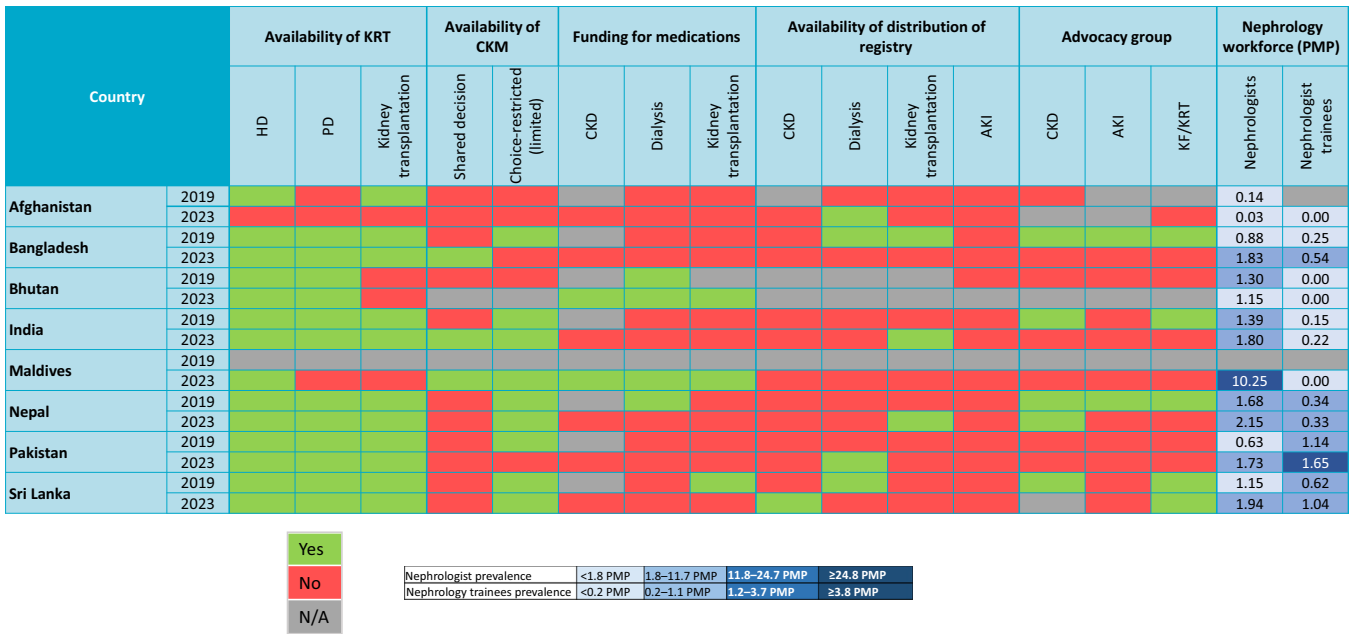 Country
Availability of KRT
Availability of
CKM
Funding for medications
Availability of distribution of
registry
Advocacy group
Nephrology
workforce (PMP)
HD
PD
Kidney
transplantation
Shared decision
Choice-restricted
(limited)
CKD
Dialysis
Kidney
transplantation
CKD
Dialysis
Kidney
transplantation
AKI
CKD
AKI
KF/KRT
Nephrologists
Nephrologist
trainees
Afghanistan
2019 0.14
2023 0.03 0.00
Bangladesh
2019 0.88 0.25
2023 1.83 0.54
Bhutan
2019 1.30 0.00
2023 1.15 0.00
India
2019 1.39 0.15
2023 1.80 0.22
Maldives
2019
2023 10.25 0.00
Nepal
2019 1.68 0.34
2023 2.15 0.33
Pakistan
2019 0.63 1.14
2023 1.73 1.65
Sri Lanka
2019 1.15 0.62
2023 1.94 1.04
Yes
No
N/A
Nephrologist prevalence <1.8 PMP 1.8–11.7 PMP 11.8–24.7 PMP ≥24.8 PMP
Nephrology trainees prevalence <0.2 PMP 0.2–1.1 PMP 1.2–3.7 PMP ≥3.8 PMP